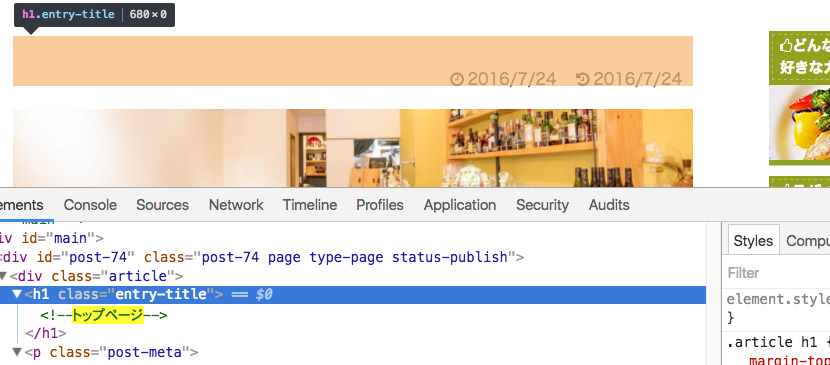 h1.entry-title | 680×0
2016/7/24 2016/7/24
どんな
好きなカ
ements Console Sources Network Timeline Profiles Application Security Audits
iv id="main">
<div id="post-74" class="post-74 page type-page status-publish">
▼<div class="article">
▼<h1 class="entry-title"> == $0
<!--トップページ-->
</h1>
▼<p class="post-meta">
Styles Compu
Filter
element.style
}
.article h1 {
margin-top